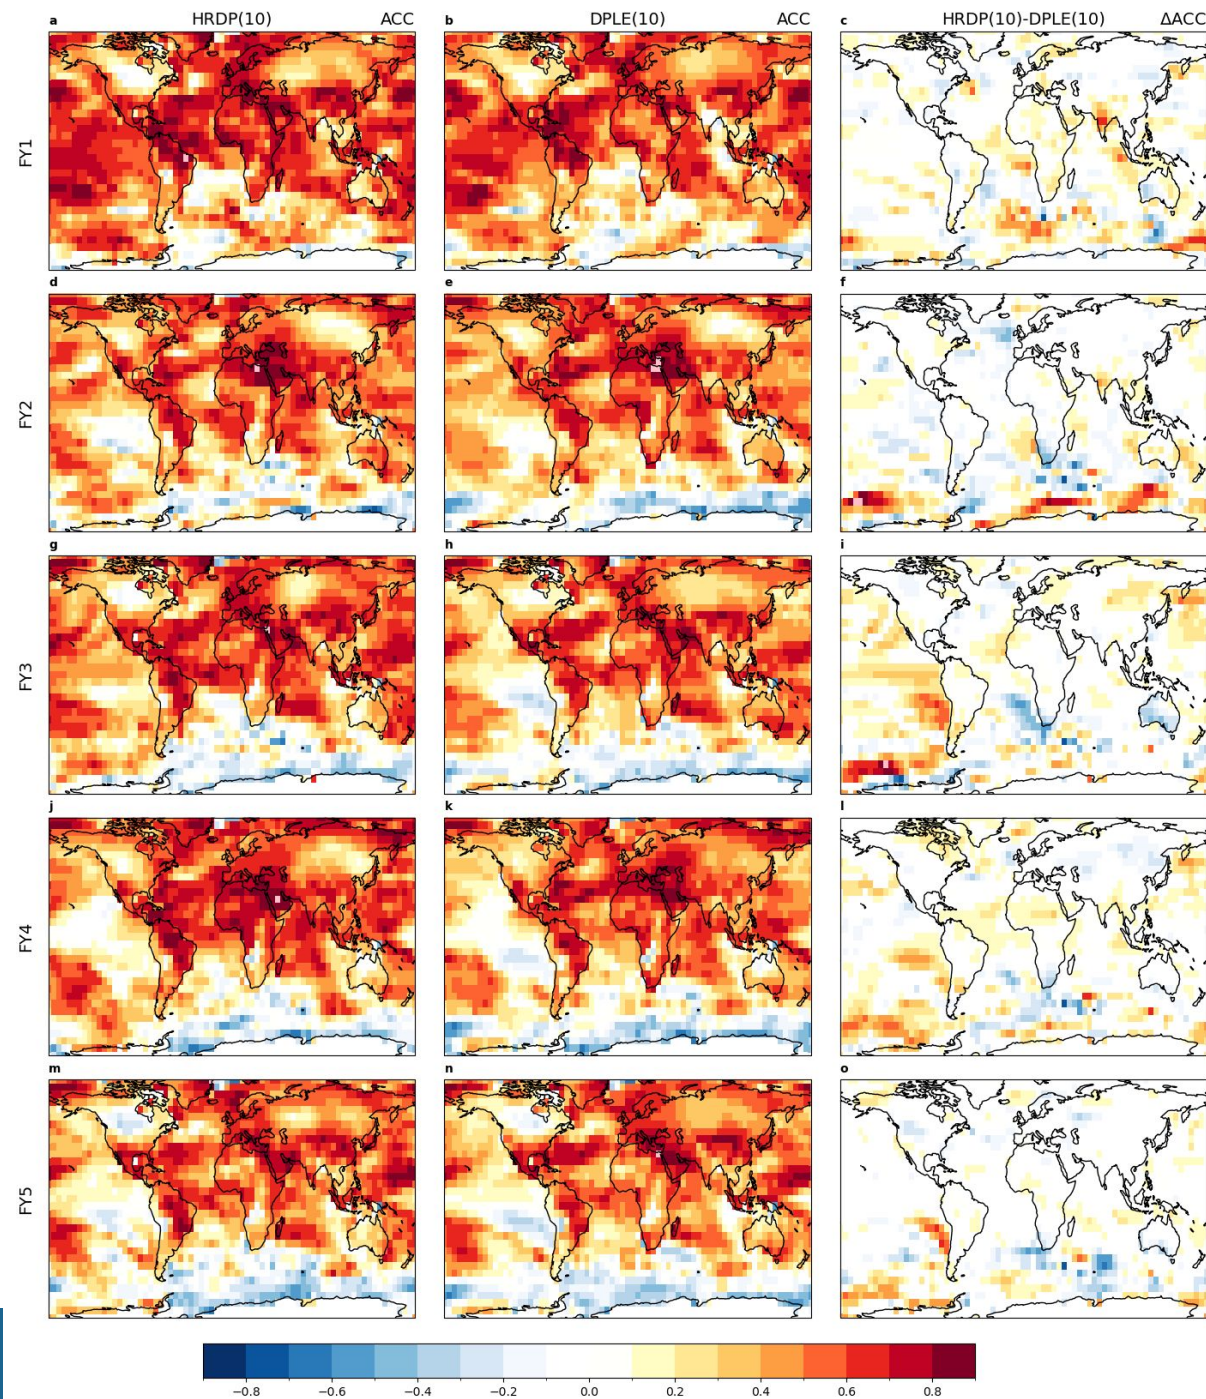 a HRDP(10) ACC b DPLE(10) ACC c HRDP(10)-DPLE(10) ΔACC
FY1
d e f
FY2
g h i
FY3
j k l
FY4
m n o
FY5
−0.8 −0.6 −0.4 −0.2 0.0 0.2 0.4 0.6 0.8